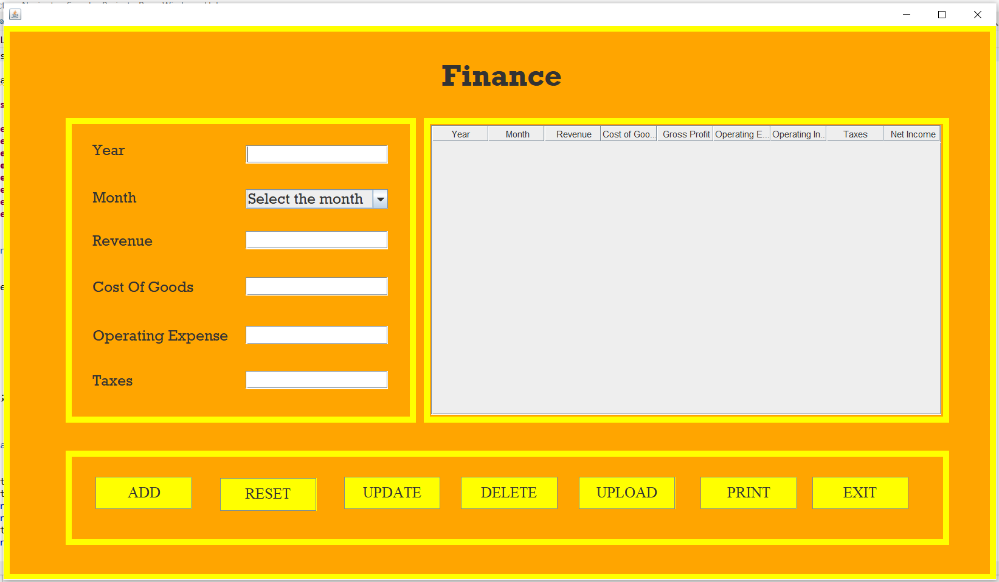 Finance
Year
Month
Select the month
Revenue
Cost Of Goods
Operating Expense
Taxes
Year Month Revenue Cost of Goo... Gross Profit Operating E... Operating In... Taxes Net Income
ADD RESET UPDATE DELETE UPLOAD PRINT EXIT